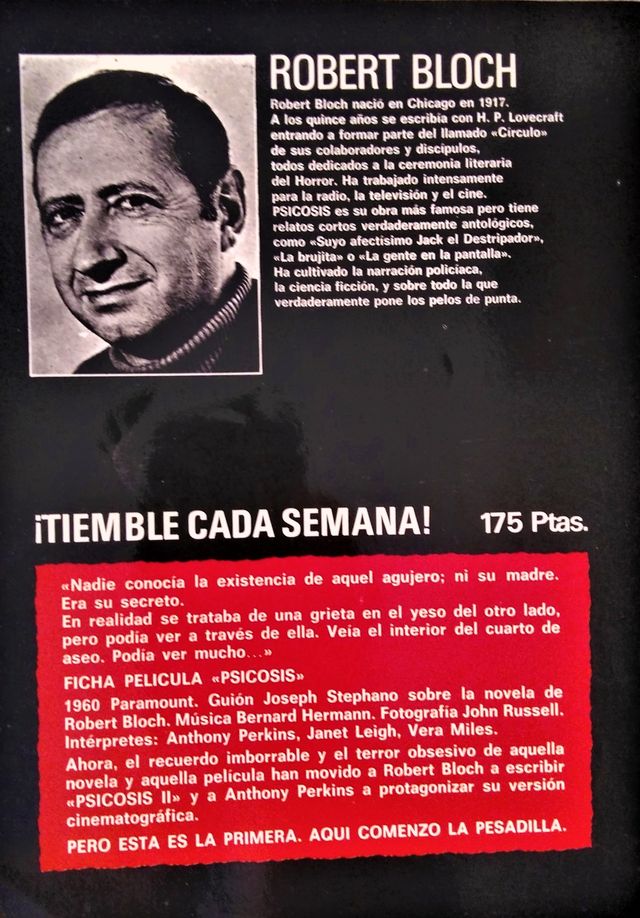 ROBERT BLOCH
Robert Bloch nació en Chicago en 1917.
A los quince años se escribía con H. P. Lovecraft
entrando a formar parte del llamado «Círculo»
de sus colaboradores y discípulos,
todos dedicados a la ceremonia literaria
del Horror. Ha trabajado intensamente
para la radio, la televisión y el cine.
PSICOSIS es su obra más famosa pero tiene
relatos cortos verdaderamente antológicos,
como «Suyo afectísimo Jack el Destripador»,
«La brujita» o «La gente en la pantalla».
Ha cultivado la narración policíaca,
la ciencia ficción, y sobre todo la que
verdaderamente pone los pelos de punta.
¡TIEMBLE CADA SEMANA! 175 Ptas.
«Nadie conocía la existencia de aquel agujero; ni su madre.
Era su secreto.
En realidad se trataba de una grieta en el yeso del otro lado,
pero podía ver a través de ella. Veía el interior del cuarto de
aseo. Podía ver mucho...»
FICHA PELICULA «PSICOSIS»
1960 Paramount. Guión Joseph Stephano sobre la novela de
Robert Bloch. Música Bernard Hermann. Fotografía John Russell.
Intérpretes: Anthony Perkins, Janet Leigh, Vera Miles.
Ahora, el recuerdo imborrable y el terror obsesivo de aquella
novela y aquella película han movido a Robert Bloch a escribir
«PSICOSIS II» y a Anthony Perkins a protagonizar su versión
cinematográfica.
PERO ESTA ES LA PRIMERA. AQUI COMENZO LA PESADILLA.